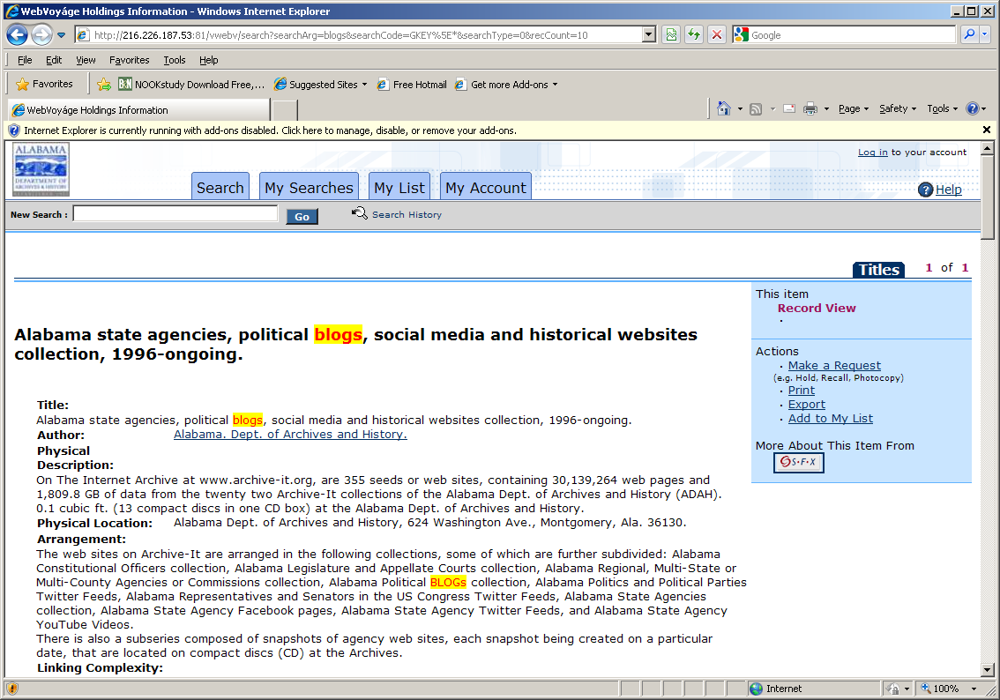 WebVoyáge Holdings Information - Windows Internet Explorer
http://216.226.187.53:81/vwebv/search?searchArg=blogs&searchCode=GKEY%5E*&searchType=0&recCount=10
Google
File Edit View Favorites Tools Help
Favorites NOOKstudy Download Free,... Suggested Sites Free Hotmail Get more Add-ons
WebVoyáge Holdings Information
Page Safety Tools
Internet Explorer is currently running with add-ons disabled. Click here to manage, disable, or remove your add-ons.
ALABAMA
DEPARTMENT OF
ARCHIVES & HISTORY
Log in to your account
Search My Searches My List My Account
Help
New Search : Go Search History
Titles 1 of 1
This item
Record View
Alabama state agencies, political blogs, social media and historical websites
collection, 1996-ongoing.
Actions
· Make a Request
(e.g. Hold, Recall, Photocopy)
· Print
· Export
· Add to My List
More About This Item From
S·F·X
Title:
Alabama state agencies, political blogs, social media and historical websites collection, 1996-ongoing.
Author: Alabama. Dept. of Archives and History.
Physical
Description:
On The Internet Archive at www.archive-it.org, are 355 seeds or web sites, containing 30,139,264 web pages and
1,809.8 GB of data from the twenty two Archive-It collections of the Alabama Dept. of Archives and History (ADAH).
0.1 cubic ft. (13 compact discs in one CD box) at the Alabama Dept. of Archives and History.
Physical Location: Alabama Dept. of Archives and History, 624 Washington Ave., Montgomery, Ala. 36130.
Arrangement:
The web sites on Archive-It are arranged in the following collections, some of which are further subdivided: Alabama
Constitutional Officers collection, Alabama Legislature and Appellate Courts collection, Alabama Regional, Multi-State or
Multi-County Agencies or Commissions collection, Alabama Political BLOGs collection, Alabama Politics and Political Parties
Twitter Feeds, Alabama Representatives and Senators in the US Congress Twitter Feeds, Alabama State Agencies
collection, Alabama State Agency Facebook pages, Alabama State Agency Twitter Feeds, and Alabama State Agency
YouTube Videos.
There is also a subseries composed of snapshots of agency web sites, each snapshot being created on a particular
date, that are located on compact discs (CD) at the Archives.
Linking Complexity:
Internet 100%